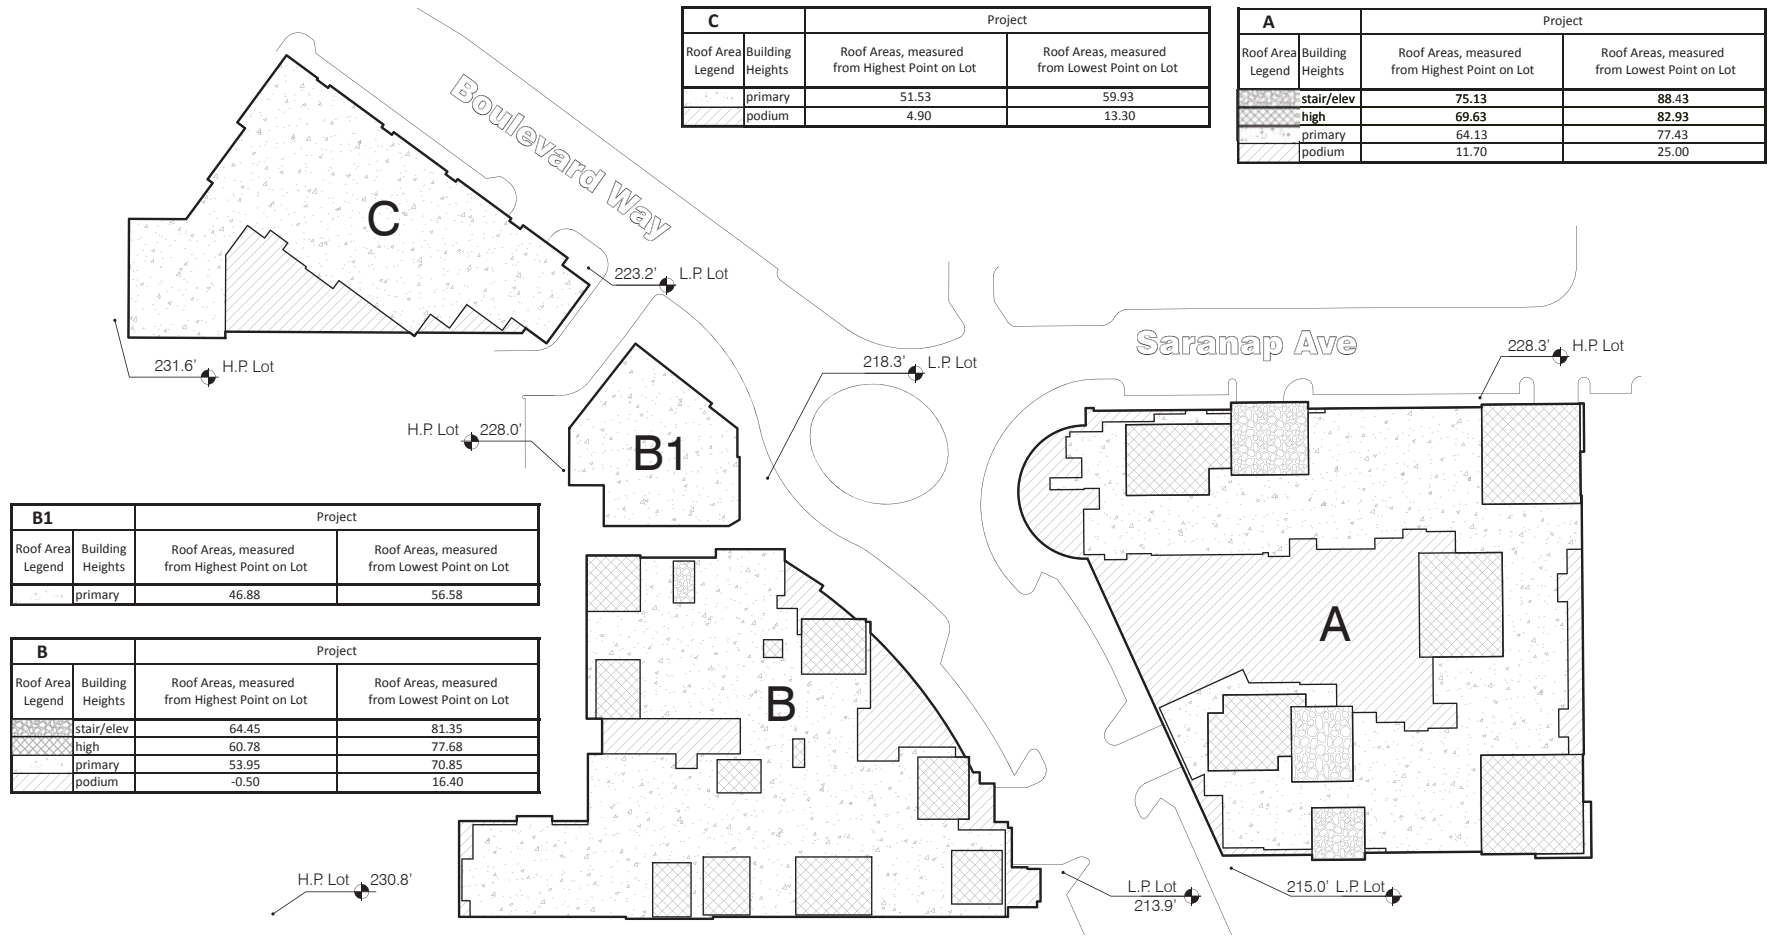 C Project
Roof Area Legend Building Heights Roof Areas, measured from Highest Point on Lot Roof Areas, measured from Lowest Point on Lot
primary 51.53 59.93
podium 4.90 13.30
A Project
Roof Area Legend Building Heights Roof Areas, measured from Highest Point on Lot Roof Areas, measured from Lowest Point on Lot
stair/elev 75.13 88.43
high 69.63 82.93
primary 64.13 77.43
podium 11.70 25.00
Boulevard Way
C
223.2' L.P. Lot
231.6' H.P. Lot
Saranap Ave
228.3' H.P. Lot
218.3' L.P. Lot
H.P. Lot 228.0'
B1
B1 Project
Roof Area Legend Building Heights Roof Areas, measured from Highest Point on Lot Roof Areas, measured from Lowest Point on Lot
primary 46.88 56.58
A
B Project
Roof Area Legend Building Heights Roof Areas, measured from Highest Point on Lot Roof Areas, measured from Lowest Point on Lot
stair/elev 64.45 81.35
high 60.78 77.68
primary 53.95 70.85
podium -0.50 16.40
B
H.P. Lot 230.8'
L.P. Lot
213.9'
215.0' L.P. Lot